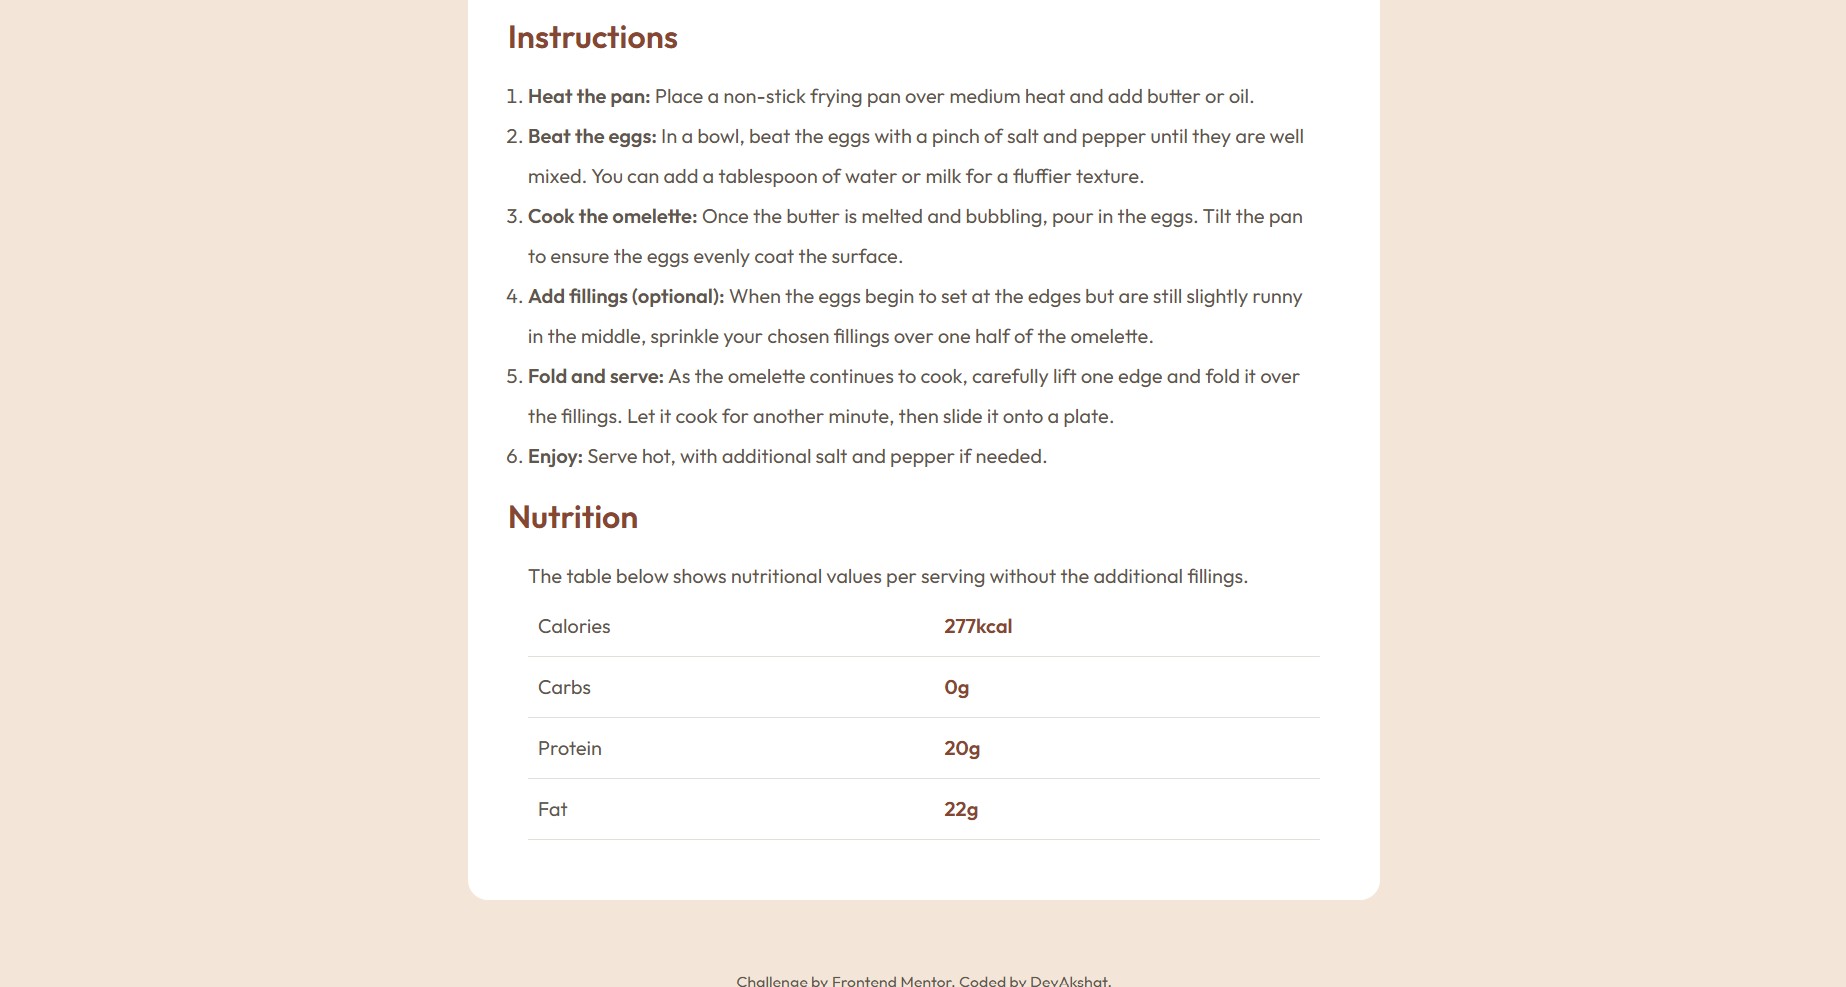 Instructions
1. Heat the pan: Place a non-stick frying pan over medium heat and add butter or oil.
2. Beat the eggs: In a bowl, beat the eggs with a pinch of salt and pepper until they are well
mixed. You can add a tablespoon of water or milk for a fluffier texture.
3. Cook the omelette: Once the butter is melted and bubbling, pour in the eggs. Tilt the pan
to ensure the eggs evenly coat the surface.
4. Add fillings (optional): When the eggs begin to set at the edges but are still slightly runny
in the middle, sprinkle your chosen fillings over one half of the omelette.
5. Fold and serve: As the omelette continues to cook, carefully lift one edge and fold it over
the fillings. Let it cook for another minute, then slide it onto a plate.
6. Enjoy: Serve hot, with additional salt and pepper if needed.
Nutrition
The table below shows nutritional values per serving without the additional fillings.
Calories 277kcal
Carbs 0g
Protein 20g
Fat 22g
Challenge by Frontend Mentor. Coded by DevAkshat.